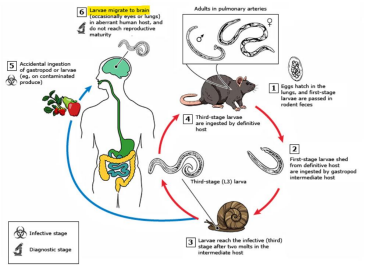 6 Larvae migrate to brain
(occasionally eyes or lungs)
in aberrant human host, and
do not reach reproductive
maturity
Adults in pulmonary arteries
♂
♀
5 Accidental ingestion
of gastropod or larvae
(eg, on contaminated
produce)
1 Eggs hatch in the
lungs, and first-stage
larvae are passed in
rodent feces
4 Third-stage larvae
are ingested by definitive
host
2
First-stage larvae shed
from definitive host
are ingested by gastropod
intermediate host
Third-stage (L3) larva
3 Larvae reach the infective (third)
stage after two molts in the
intermediate host
Infective stage
Diagnostic stage